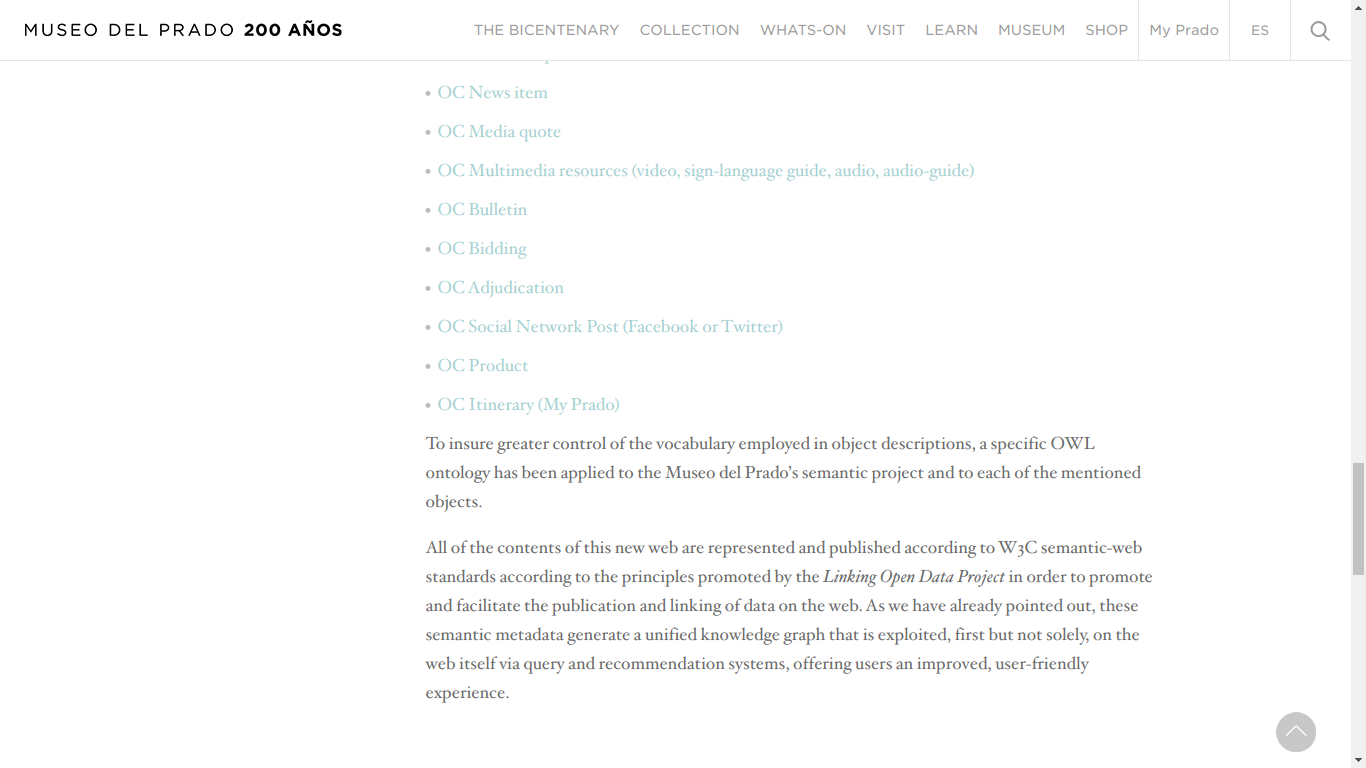 MUSEO DEL PRADO 200 AÑOS
THE BICENTENARY COLLECTION WHATS-ON VISIT LEARN MUSEUM SHOP My Prado ES
• OC News item
• OC Media quote
• OC Multimedia resources (video, sign-language guide, audio, audio-guide)
• OC Bulletin
• OC Bidding
• OC Adjudication
• OC Social Network Post (Facebook or Twitter)
• OC Product
• OC Itinerary (My Prado)
To insure greater control of the vocabulary employed in object descriptions, a specific OWL
ontology has been applied to the Museo del Prado’s semantic project and to each of the mentioned
objects.
All of the contents of this new web are represented and published according to W3C semantic-web
standards according to the principles promoted by the Linking Open Data Project in order to promote
and facilitate the publication and linking of data on the web. As we have already pointed out, these
semantic metadata generate a unified knowledge graph that is exploited, first but not solely, on the
web itself via query and recommendation systems, offering users an improved, user-friendly
experience.